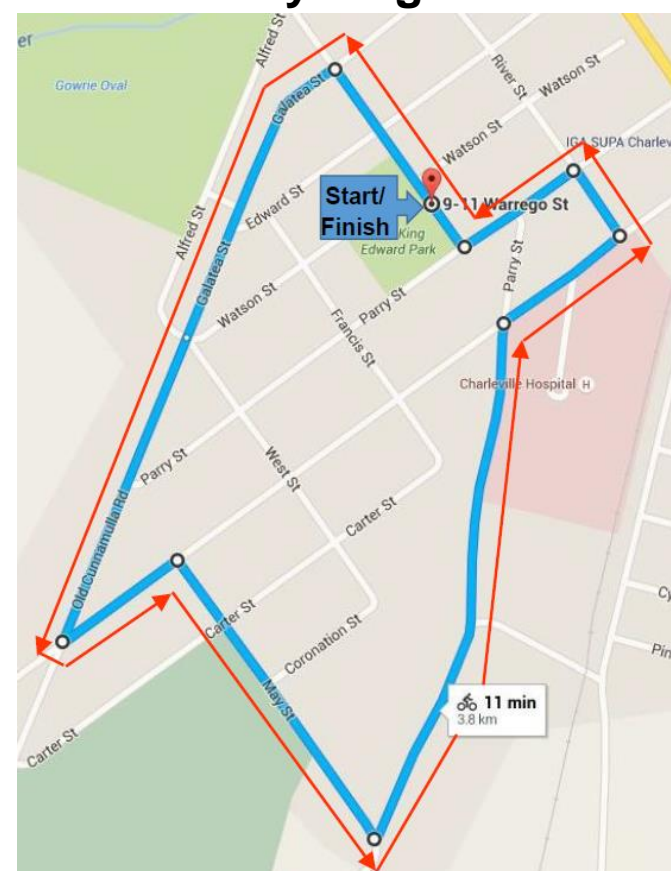 er
Gowrie Oval
Alfred St
Galatea St
River St
Watson St
Watson St
IGA SUPA Charlev
Start/
Finish
9-11 Warrego St
King
Edward Park
Edward St
Alfred St
Galatea St
Watson St
Parry St
Parry St
Francis St
Charleville Hospital H
Parry St
West St
Carter St
Old Cunnamulla Rd
Carter St
Coronation St
May St
Carter St
Cy
Pin
11 min
3.8 km